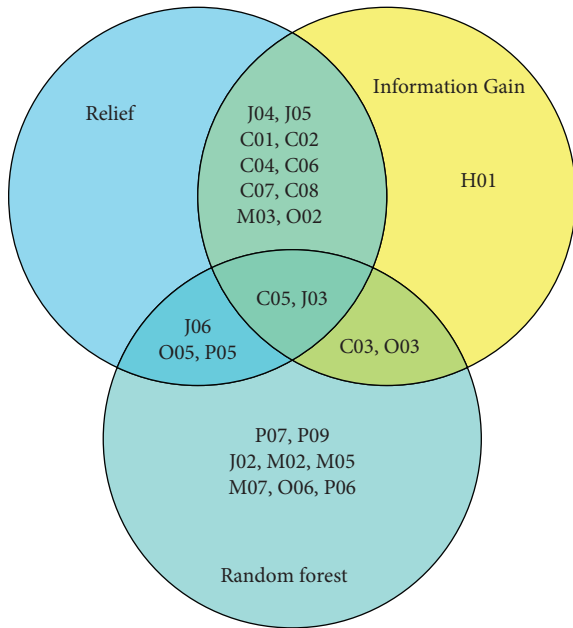 Relief
Information Gain
J04, J05
C01, C02
C04, C06
C07, C08
M03, O02
H01
C05, J03
J06
O05, P05
C03, O03
P07, P09
J02, M02, M05
M07, O06, P06
Random forest